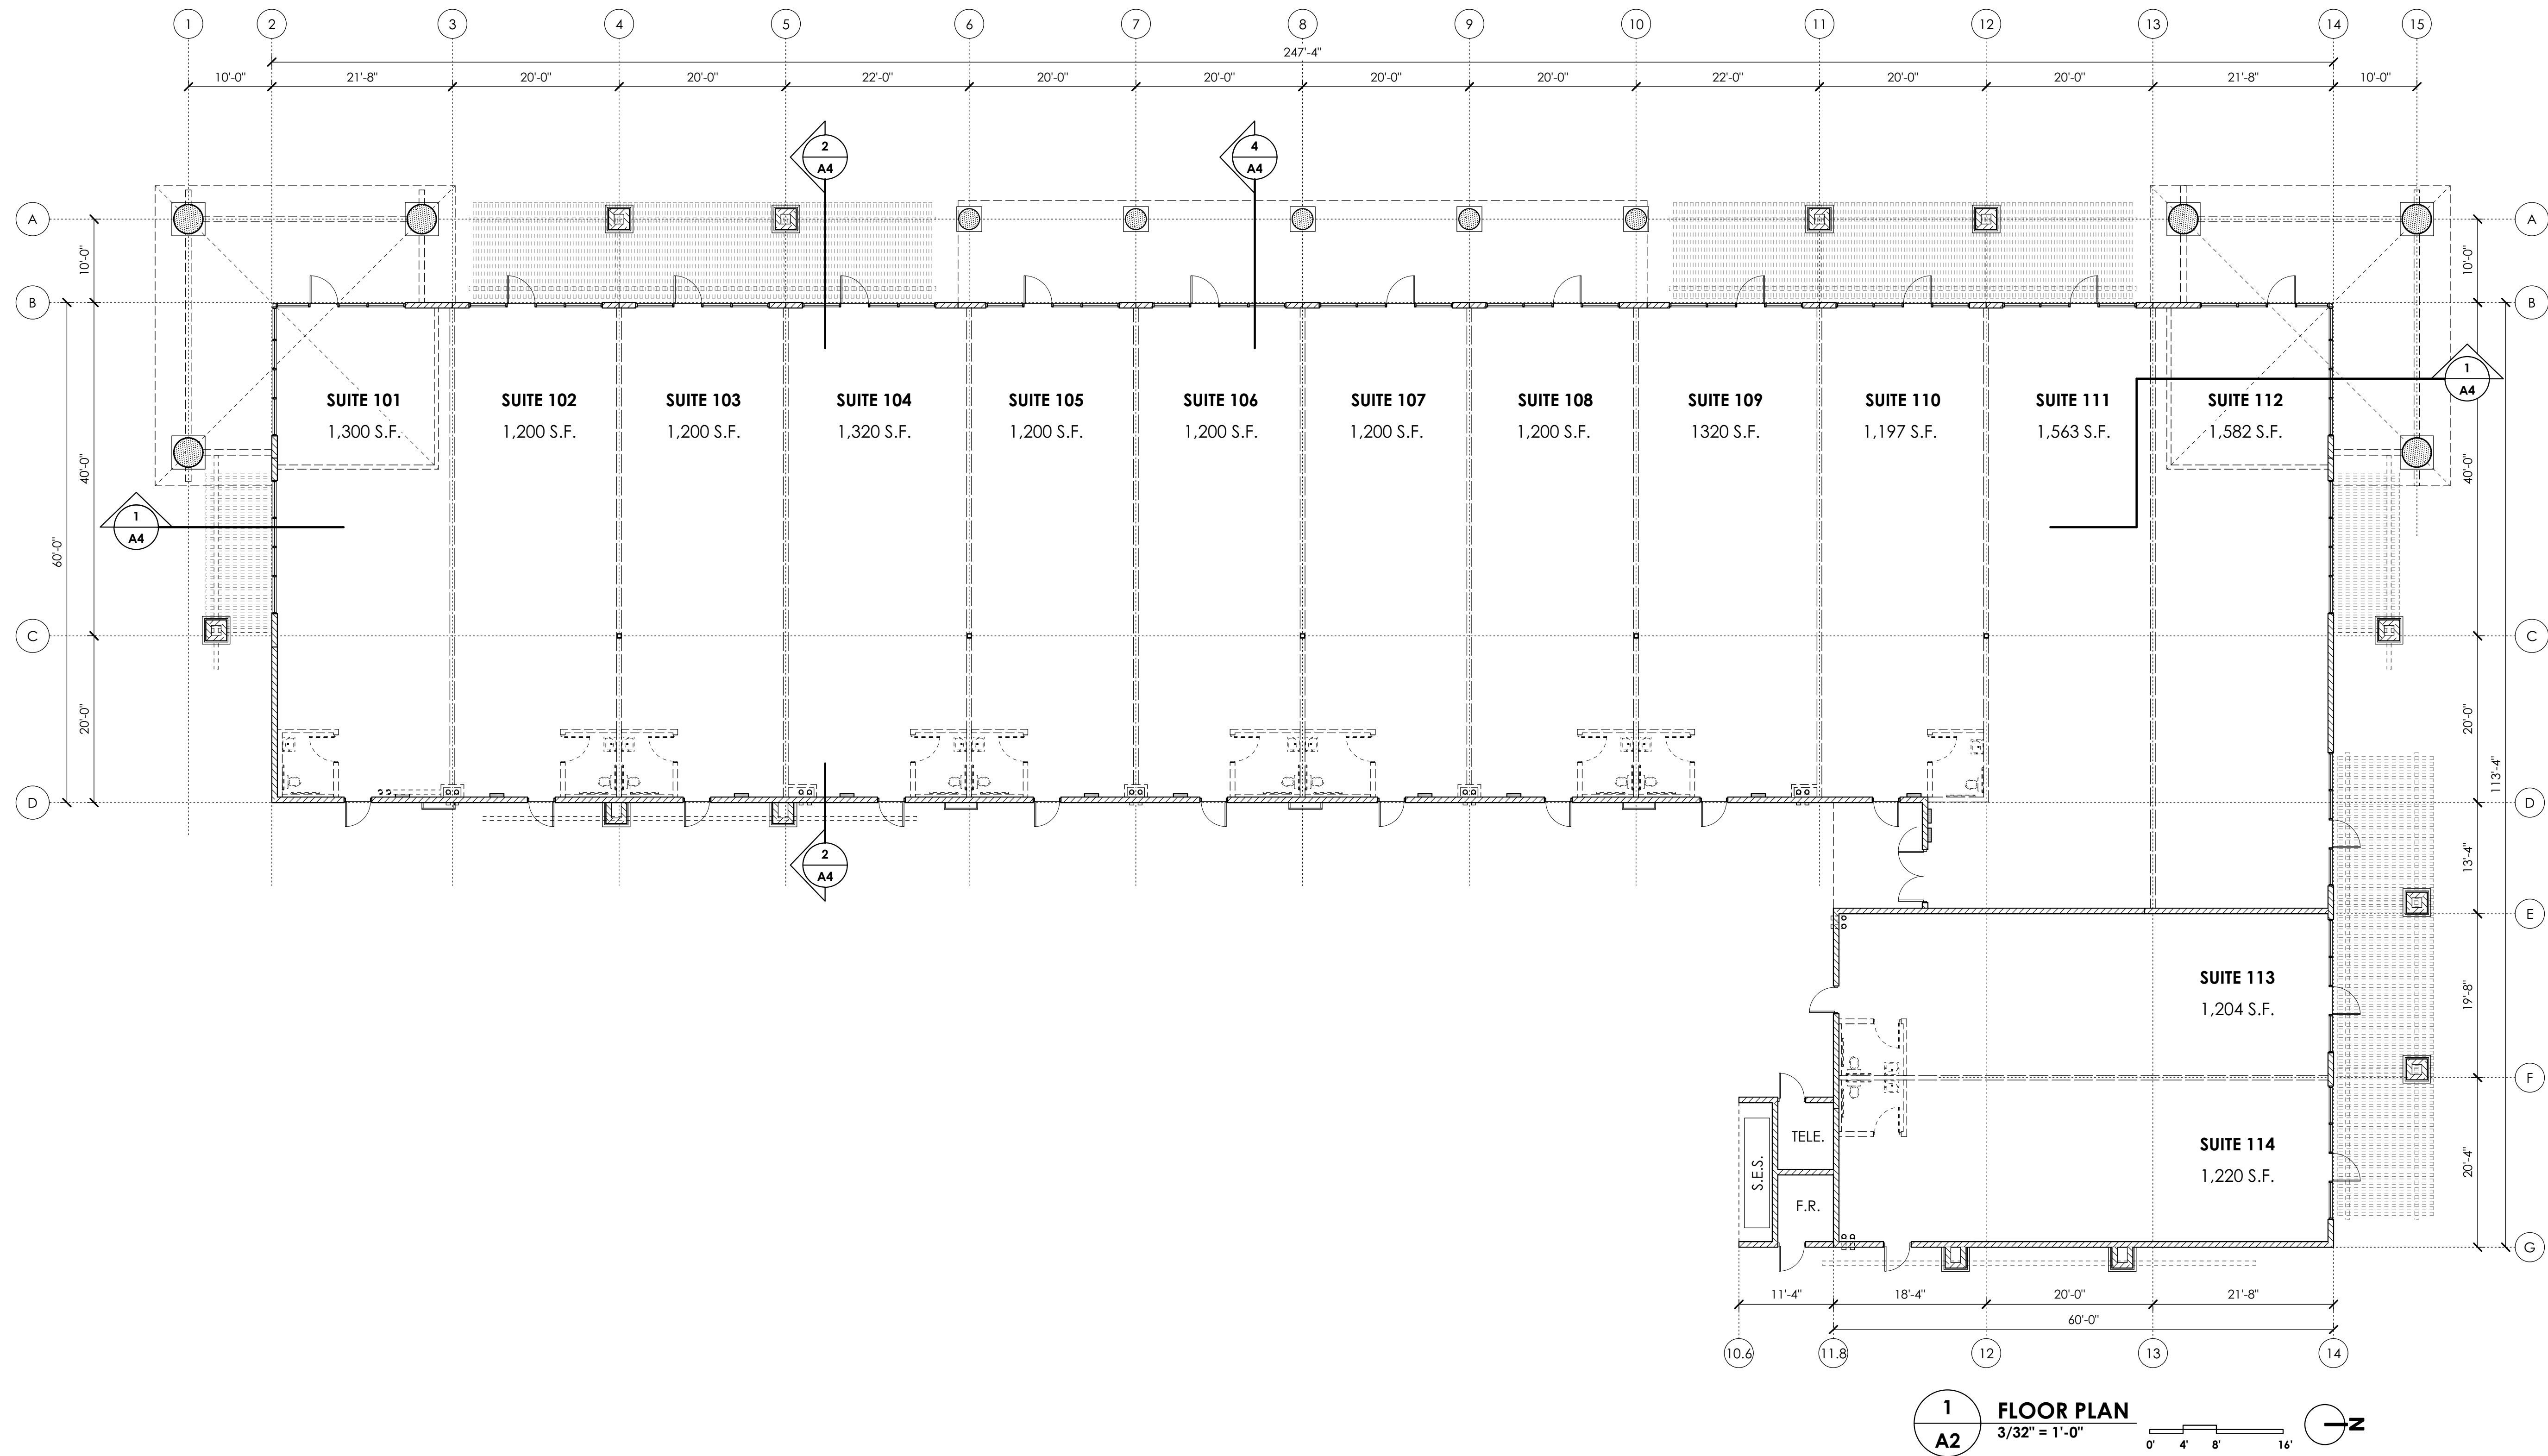 1 2 3 4 5 6 7 8 9 10 11 12 13 14 15
247'-4"
10'-0" 21'-8" 20'-0" 20'-0" 22'-0" 20'-0" 20'-0" 20'-0" 20'-0" 22'-0" 20'-0" 20'-0" 21'-8" 10'-0"
2
A4
4
A4
A A
10'-0" 10'-0"
B B
1
A4
SUITE 101 SUITE 102 SUITE 103 SUITE 104 SUITE 105 SUITE 106 SUITE 107 SUITE 108 SUITE 109 SUITE 110 SUITE 111 SUITE 112
1,300 S.F. 1,200 S.F. 1,200 S.F. 1,320 S.F. 1,200 S.F. 1,200 S.F. 1,200 S.F. 1,200 S.F. 1320 S.F. 1,197 S.F. 1,563 S.F. 1,582 S.F.
40'-0" 40'-0"
1
A4
60'-0"
C C
20'-0" 20'-0"
113'-4"
D D
2
A4
13'-4"
E
SUITE 113
1,204 S.F.
19'-8"
F
TELE.
SUITE 114
1,220 S.F.
20'-4"
S.E.S.
F.R.
G
11'-4" 18'-4" 20'-0" 21'-8"
60'-0"
10.6 11.8 12 13 14
1
A2
FLOOR PLAN
3/32" = 1'-0"
0' 4' 8' 16'
N